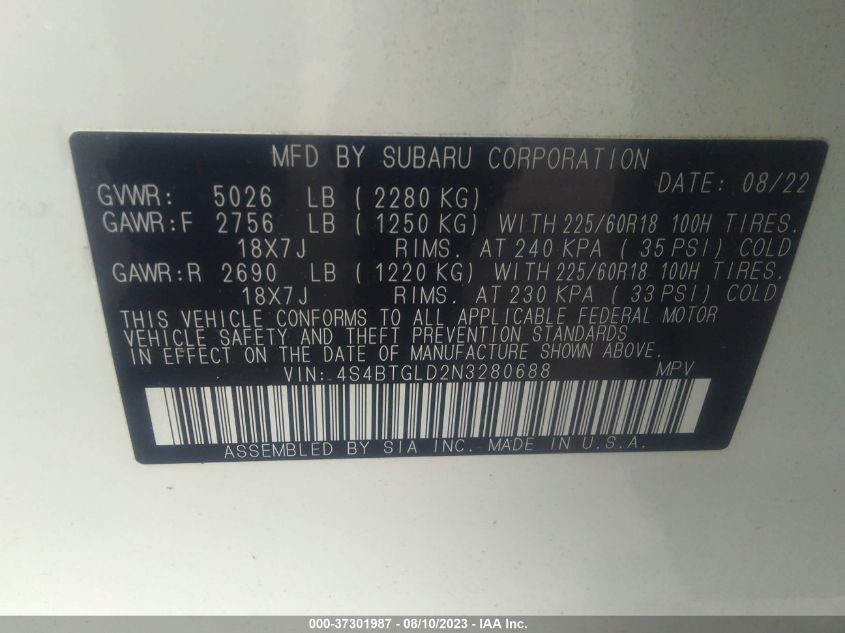 MFD BY SUBARU CORPORATION
DATE: 08/22
GVWR: 5026 LB ( 2280 KG)
GAWR:F 2756 LB ( 1250 KG) WITH 225/60R18 100H TIRES.
18X7J RIMS. AT 240 KPA ( 35 PSI) COLD
GAWR:R 2690 LB ( 1220 KG) WITH 225/60R18 100H TIRES.
18X7J RIMS. AT 230 KPA ( 33 PSI) COLD
THIS VEHICLE CONFORMS TO ALL APPLICABLE FEDERAL MOTOR
VEHICLE SAFETY AND THEFT PREVENTION STANDARDS
IN EFFECT ON THE DATE OF MANUFACTURE SHOWN ABOVE.
VIN: 4S4BTGLD2N3280688 MPV
ASSEMBLED BY SIA INC. MADE IN U.S.A.
000-37301987 - 08/10/2023 - IAA Inc.